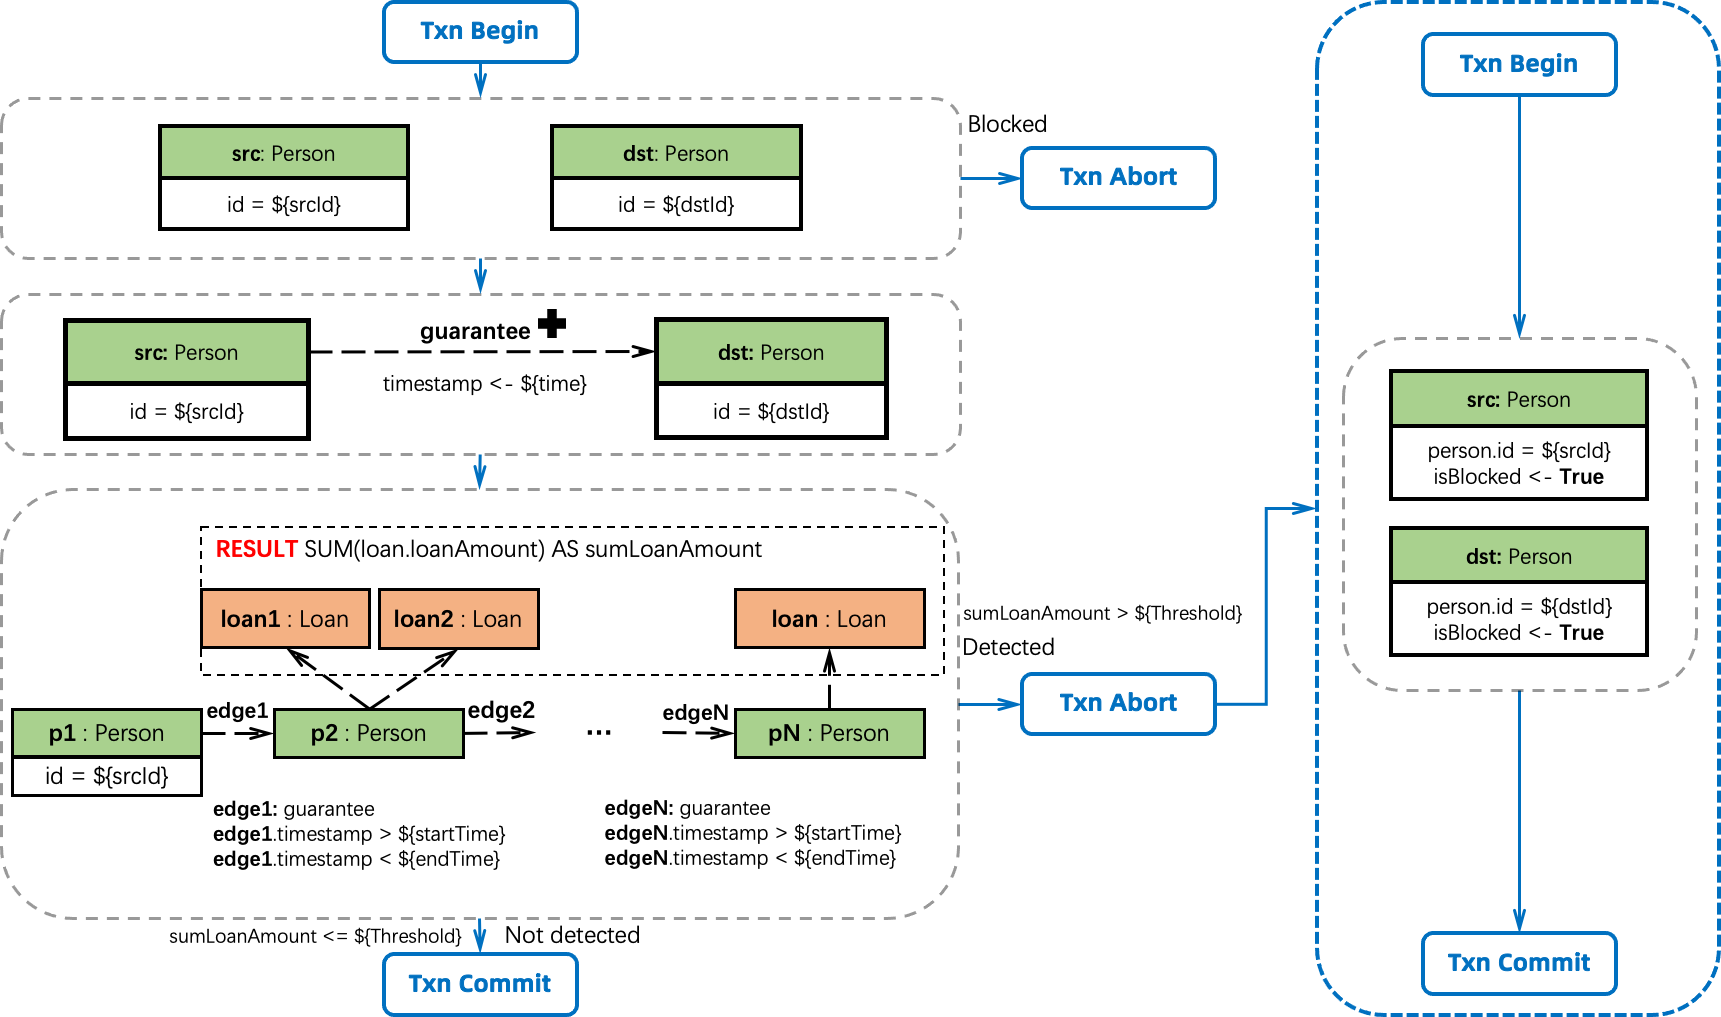 Txn Begin
src: Person
id = ${srcId}
dst: Person
id = ${dstId}
Blocked
Txn Abort
src: Person
id = ${srcId}
guarantee
timestamp <- ${time}
dst: Person
id = ${dstId}
RESULT SUM(loan.loanAmount) AS sumLoanAmount
loan1 : Loan
loan2 : Loan
loan : Loan
p1 : Person
id = ${srcId}
edge1
p2 : Person
edge2
...
edgeN
pN : Person
edge1: guarantee
edge1.timestamp > ${startTime}
edge1.timestamp < ${endTime}
edgeN: guarantee
edgeN.timestamp > ${startTime}
edgeN.timestamp < ${endTime}
sumLoanAmount > ${Threshold}
Detected
Txn Abort
sumLoanAmount <= ${Threshold}
Not detected
Txn Commit
Txn Begin
src: Person
person.id = ${srcId}
isBlocked <- True
dst: Person
person.id = ${dstId}
isBlocked <- True
Txn Commit